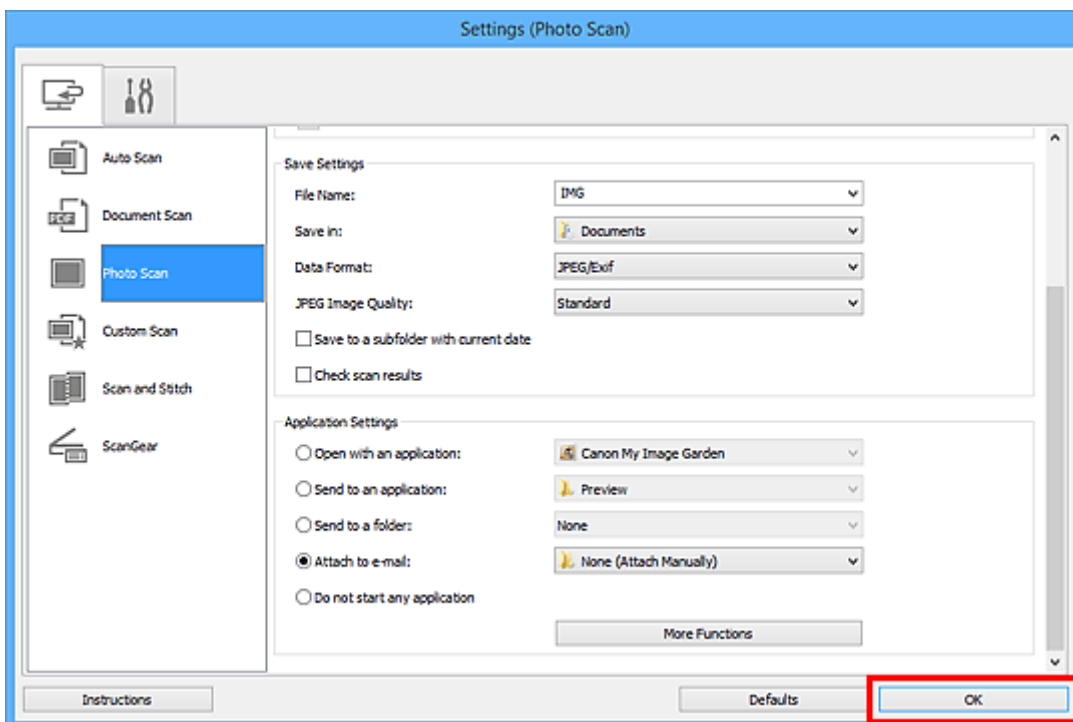 Settings (Photo Scan)
Auto Scan
PDF
Document Scan
Photo Scan
Custom Scan
Scan and Stitch
ScanGear
Save Settings
File Name: IMG
Save in: Documents
Data Format: JPEG/Exif
JPEG Image Quality: Standard
Save to a subfolder with current date
Check scan results
Application Settings
Open with an application: Canon My Image Garden
Send to an application: Preview
Send to a folder: None
Attach to e-mail: None (Attach Manually)
Do not start any application
More Functions
Instructions Defaults OK